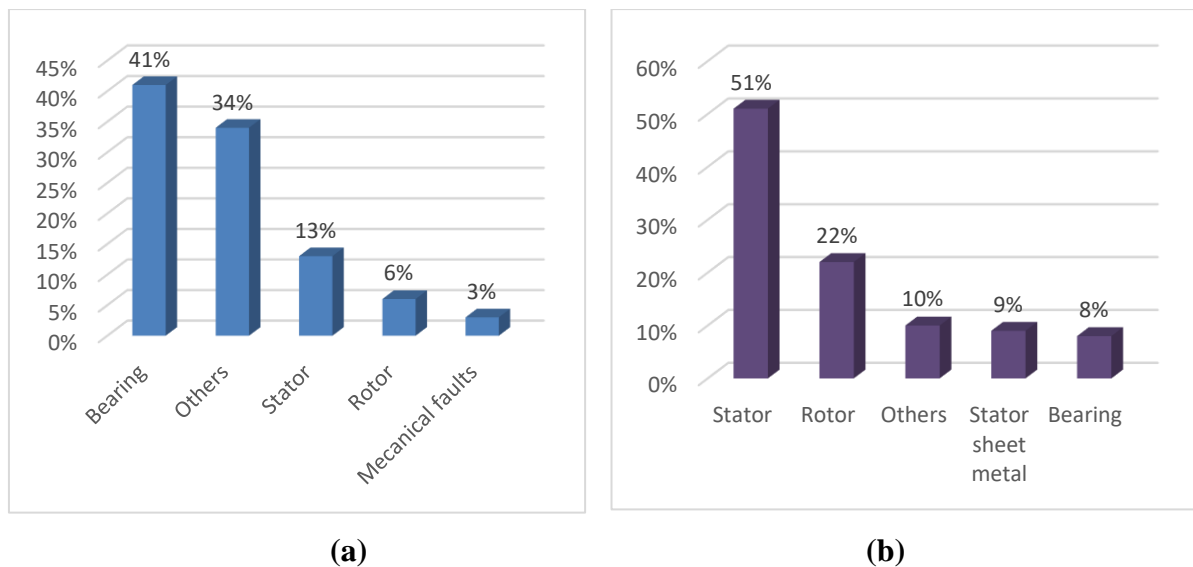 45%
40%
35%
30%
25%
20%
15%
10%
5%
0%
41%
34%
13%
6%
3%
Bearing
Others
Stator
Rotor
Mecanical faults
(a)
60%
50%
40%
30%
20%
10%
0%
51%
22%
10%
9%
8%
Stator
Rotor
Others
Stator
sheet
metal
Bearing
(b)